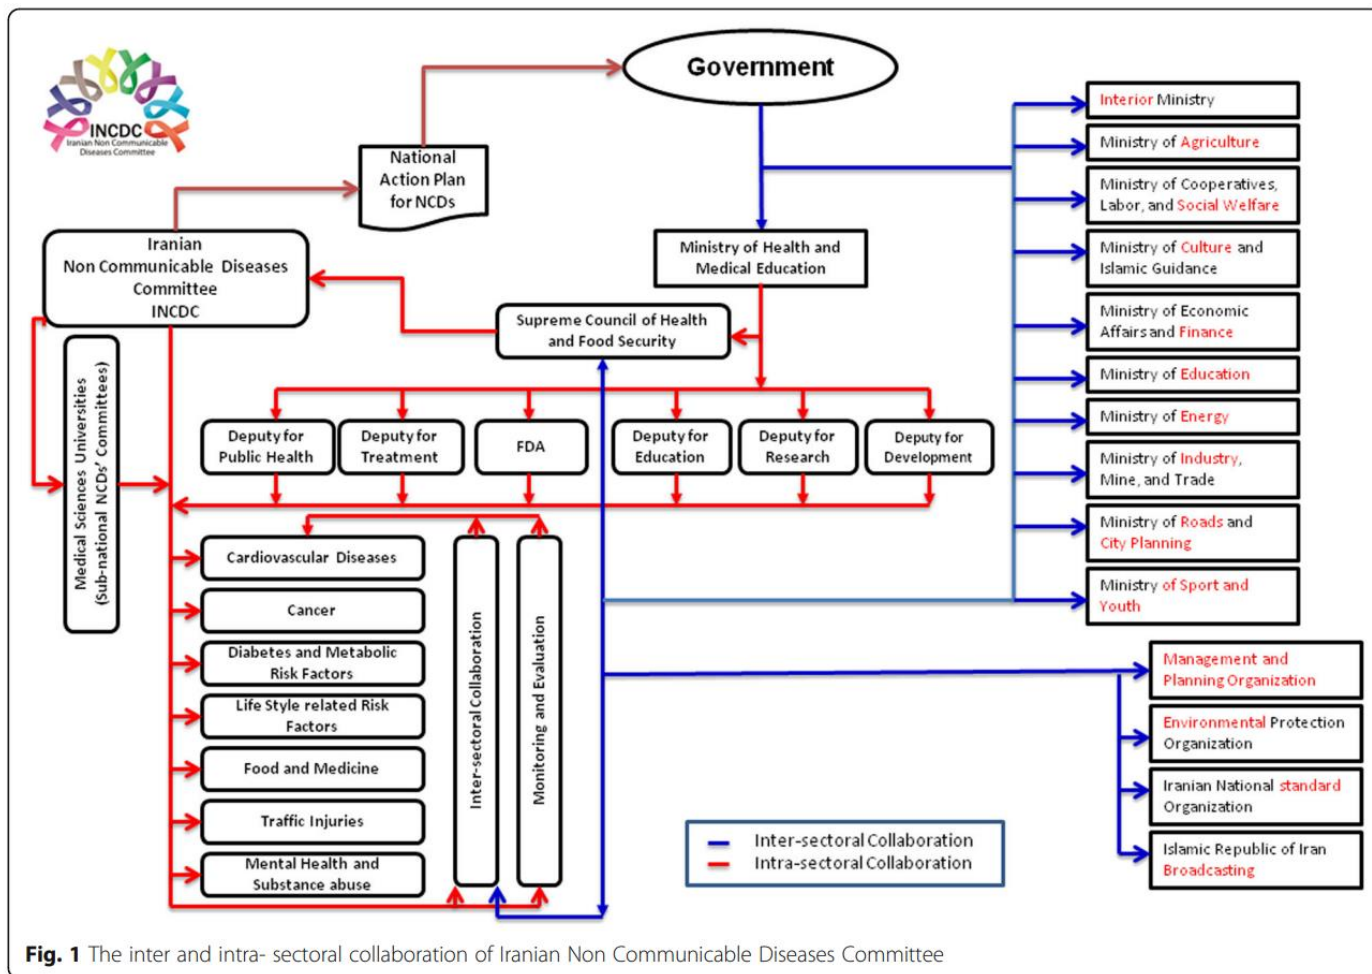 INCDC
Iranian Non Communicable
Diseases Committee
Government
National
Action Plan
for NCDs
Iranian
Non Communicable Diseases
Committee
INCDC
Ministry of Health and
Medical Education
Supreme Council of Health
and Food Security
Medical Sciences Universities
(Sub-national NCDs' Committees)
Deputy for
Public Health
Deputy for
Treatment
FDA
Deputy for
Education
Deputy for
Research
Deputy for
Development
Cardiovascular Diseases
Cancer
Diabetes and Metabolic
Risk Factors
Life Style related Risk
Factors
Food and Medicine
Traffic Injuries
Mental Health and
Substance abuse
Inter-sectoral Collaboration
Monitoring and Evaluation
Interior Ministry
Ministry of Agriculture
Ministry of Cooperatives,
Labor, and Social Welfare
Ministry of Culture and
Islamic Guidance
Ministry of Economic
Affairs and Finance
Ministry of Education
Ministry of Energy
Ministry of Industry,
Mine, and Trade
Ministry of Roads and
City Planning
Ministry of Sport and
Youth
Management and
Planning Organization
Environmental Protection
Organization
Iranian National standard
Organization
Islamic Republic of Iran
Broadcasting
Inter-sectoral Collaboration
Intra-sectoral Collaboration
Fig. 1 The inter and intra- sectoral collaboration of Iranian Non Communicable Diseases Committee